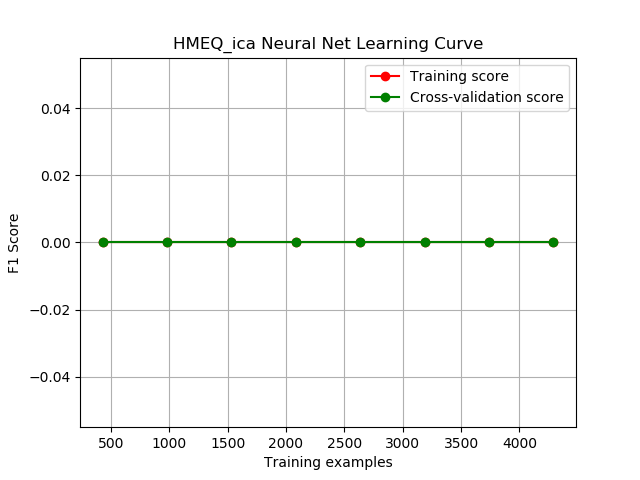 HMEQ_ica Neural Net Learning Curve
Training score
Cross-validation score
F1 Score
0.04
0.02
0.00
−0.02
−0.04
500 1000 1500 2000 2500 3000 3500 4000
Training examples